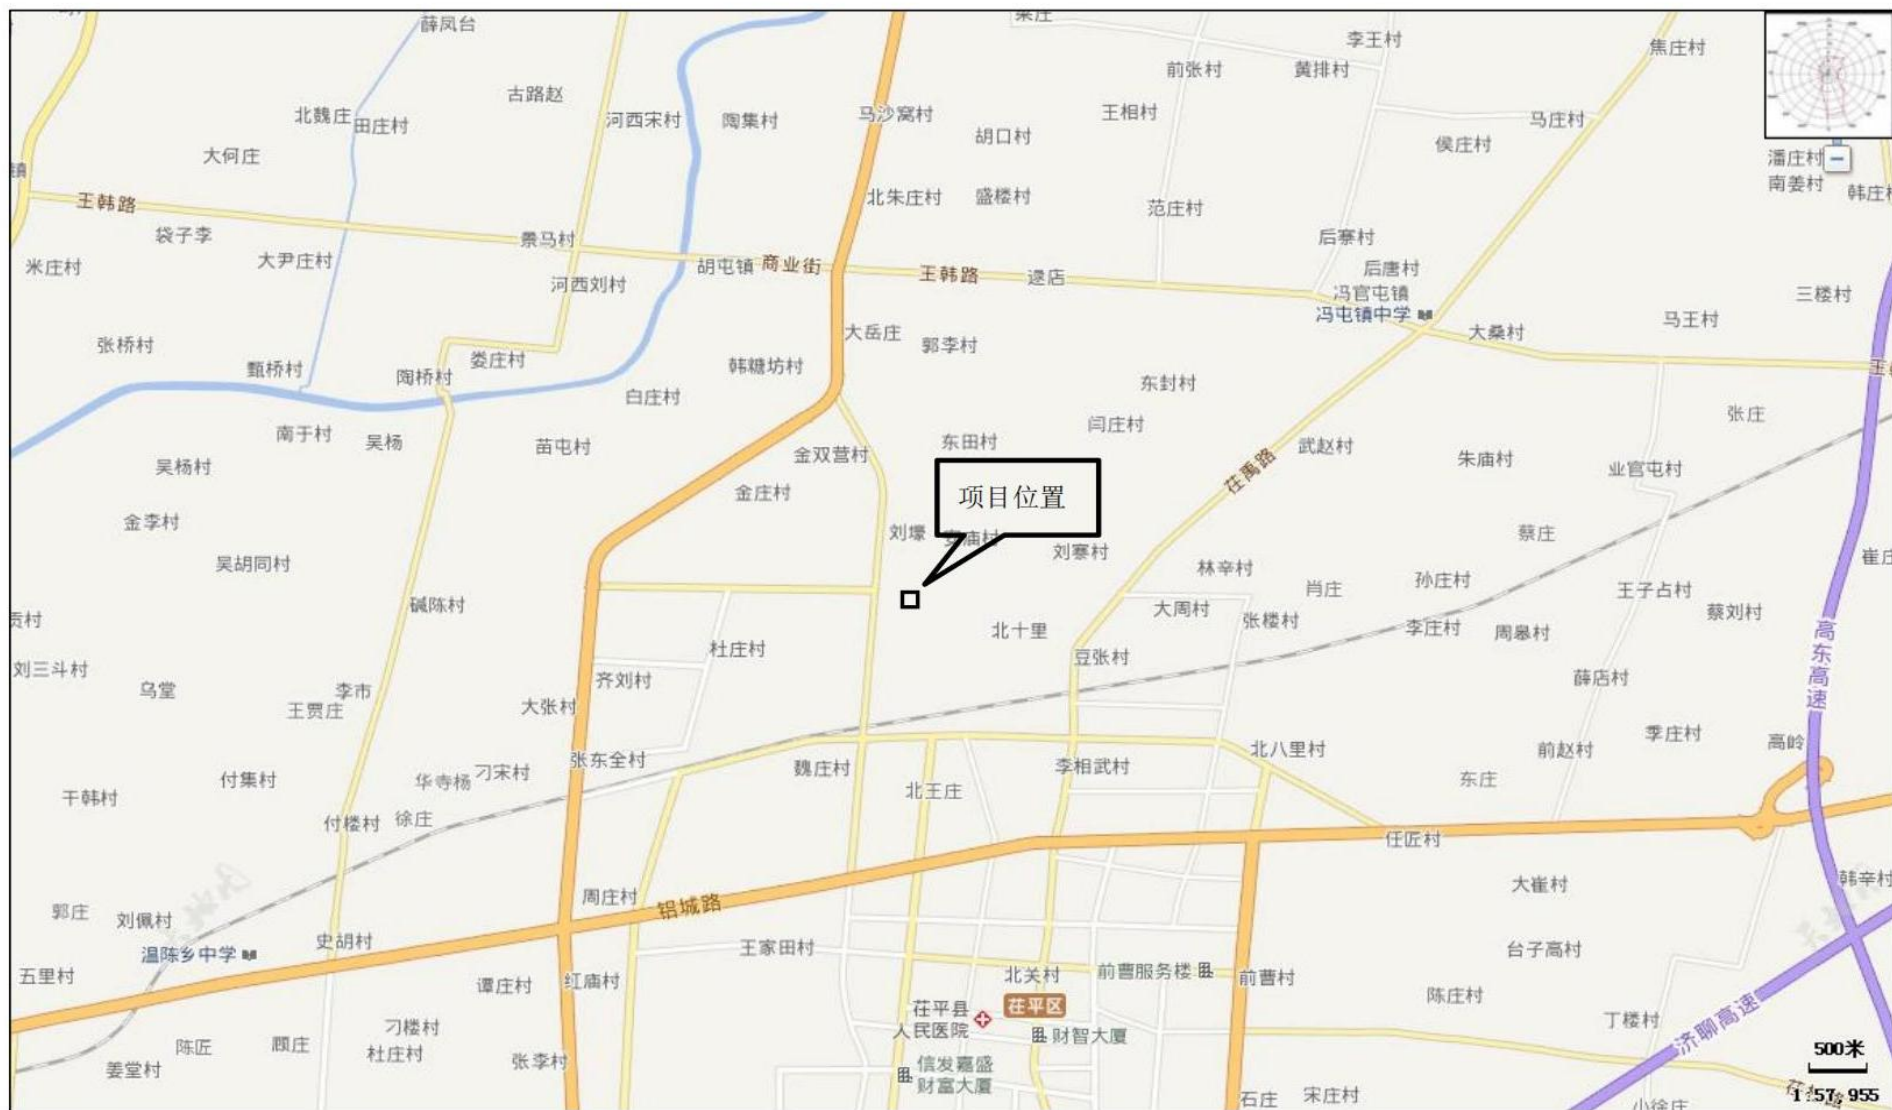 薛凤台
李王村
焦庄村
前张村
黄排村
古路赵
北魏庄
田庄村
河西宋村
陶集村
马沙窝村
胡口村
王相村
马庄村
侯庄村
大何庄
潘庄村
南姜村
镇
王韩路
北朱庄村
盛楼村
范庄村
袋子李
景马村
后寨村
米庄村
大尹庄村
胡屯镇
商业街
王韩路
逯店
后唐村
河西刘村
冯官屯镇
三楼村
冯屯镇中学
马王村
大桑村
张桥村
大岳庄
郭李村
甄桥村
陶桥村
娄庄村
韩糖坊村
白庄村
东封村
张庄
闫庄村
南于村
吴杨
苗屯村
金双营村
东田村
武赵村
吴杨村
茌禹路
朱庙村
业官屯村
金庄村
项目位置
金李村
刘壕
蔡庄
刘寨村
吴胡同村
林辛村
孙庄村
肖庄
王子占村
碱陈村
大周村
张楼村
蔡刘村
贡村
北十里
李庄村
周皋村
高东高速
杜庄村
豆张村
刘三斗村
乌堂
李市
齐刘村
薛店村
王贾庄
大张村
季庄村
高岭
北八里村
前赵村
张东全村
魏庄村
李相武村
付集村
华寺杨
刁宋村
东庄
干韩村
北王庄
付楼村
徐庄
任匠村
周庄村
铝城路
大崔村
韩辛村
郭庄
刘佩村
史胡村
王家田村
温陈乡中学
台子高村
五里村
谭庄村
红庙村
北关村
前曹服务楼
前曹村
陈庄村
茌平县
人民医院
茌平区
财智大厦
丁楼村
济聊高速
刁楼村
陈匠
顾庄
杜庄村
张李村
姜堂村
信发嘉盛
财富大厦
500米
石庄
宋庄村
小徐庄